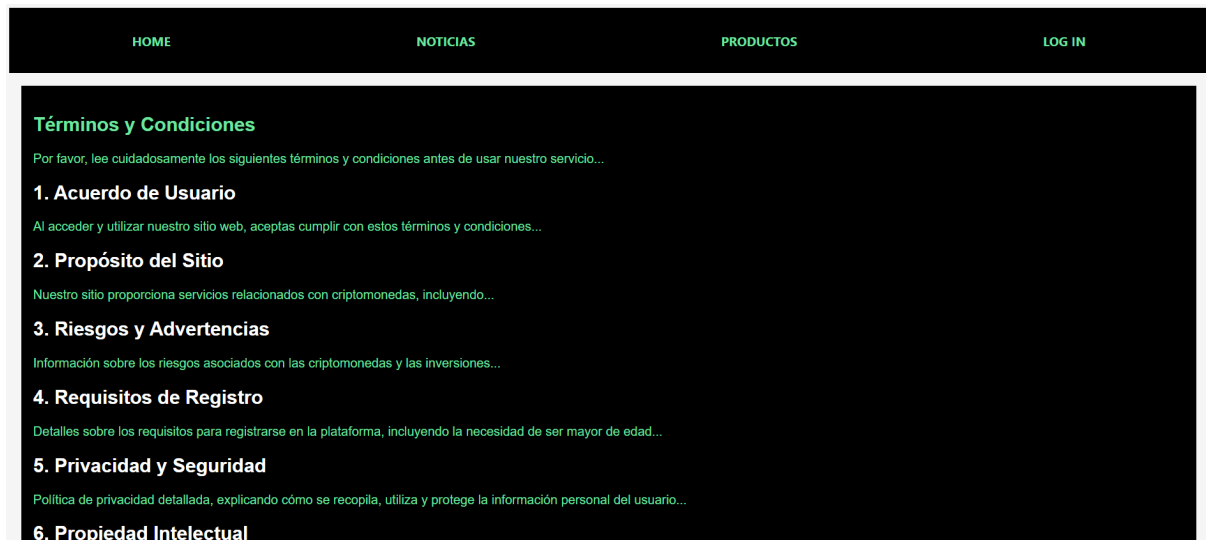 HOME NOTICIAS PRODUCTOS LOG IN
Términos y Condiciones
Por favor, lee cuidadosamente los siguientes términos y condiciones antes de usar nuestro servicio...
1. Acuerdo de Usuario
Al acceder y utilizar nuestro sitio web, aceptas cumplir con estos términos y condiciones...
2. Propósito del Sitio
Nuestro sitio proporciona servicios relacionados con criptomonedas, incluyendo...
3. Riesgos y Advertencias
Información sobre los riesgos asociados con las criptomonedas y las inversiones...
4. Requisitos de Registro
Detalles sobre los requisitos para registrarse en la plataforma, incluyendo la necesidad de ser mayor de edad...
5. Privacidad y Seguridad
Política de privacidad detallada, explicando cómo se recopila, utiliza y protege la información personal del usuario...
6. Propiedad Intelectual